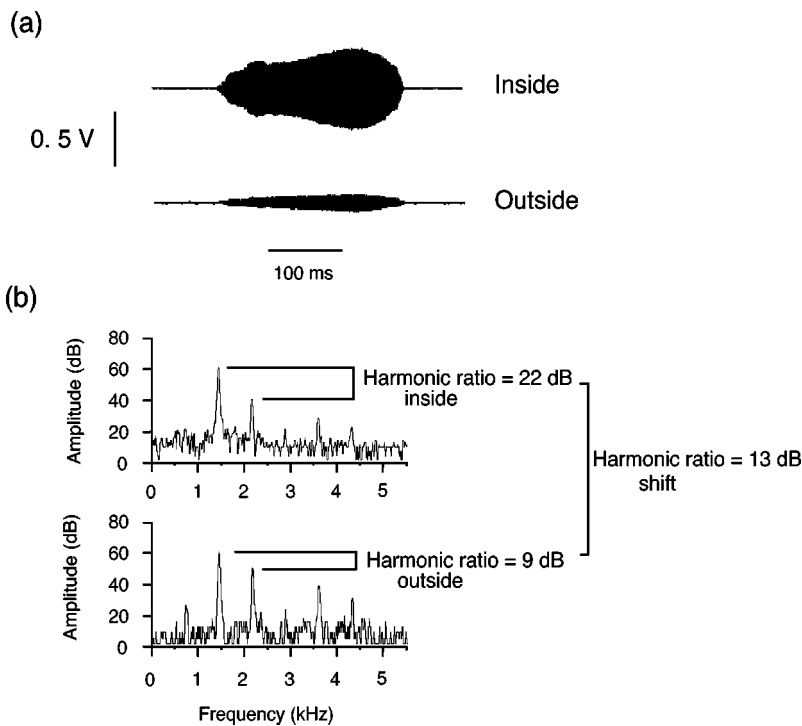 (a)
Inside
0. 5 V
Outside
100 ms
(b)
Amplitude (dB)
80
60
40
20
0
0 1 2 3 4 5
Harmonic ratio = 22 dB
inside
Harmonic ratio = 13 dB
shift
Amplitude (dB)
80
60
40
20
0
0 1 2 3 4 5
Harmonic ratio = 9 dB
outside
Frequency (kHz)